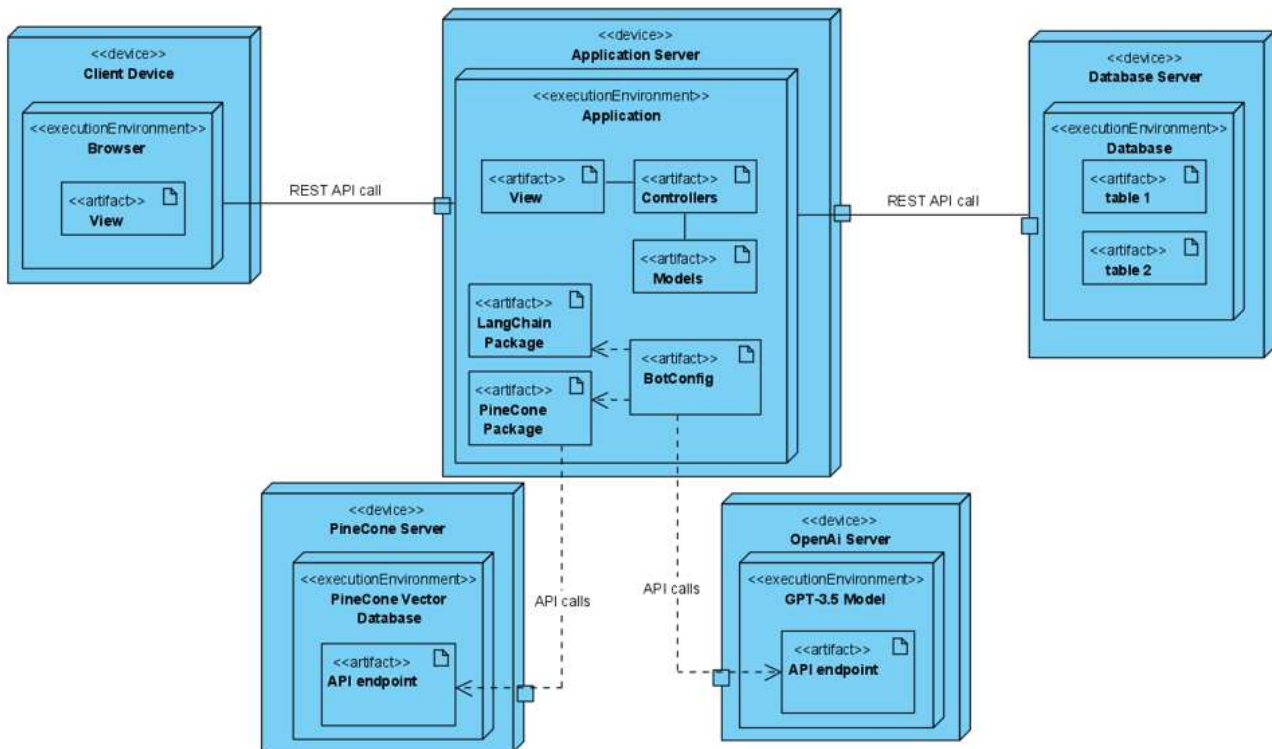 <<device>>
Client Device
<<executionEnvironment>>
Browser
<<artifact>>
View
REST API call
<<device>>
Application Server
<<executionEnvironment>>
Application
<<artifact>>
View
<<artifact>>
Controllers
<<artifact>>
Models
<<artifact>>
LangChain
Package
<<artifact>>
BotConfig
<<artifact>>
PineCone
Package
REST API call
<<device>>
Database Server
<<executionEnvironment>>
Database
<<artifact>>
table 1
<<artifact>>
table 2
<<device>>
PineCone Server
<<executionEnvironment>>
PineCone Vector
Database
<<artifact>>
API endpoint
API calls
API calls
<<device>>
OpenAi Server
<<executionEnvironment>>
GPT-3.5 Model
<<artifact>>
API endpoint